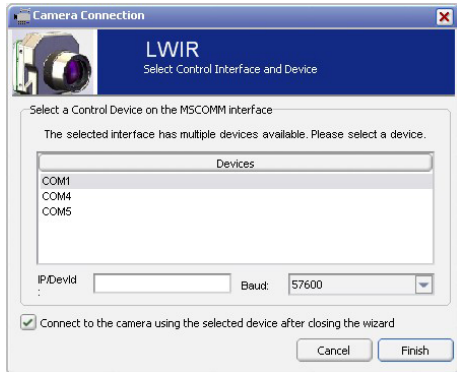 Camera Connection
LWIR
Select Control Interface and Device
Select a Control Device on the MSCOMM interface
The selected interface has multiple devices available. Please select a device.
Devices
COM1
COM4
COM5
IP/DevId
:
Baud:
57600
Connect to the camera using the selected device after closing the wizard
Cancel
Finish